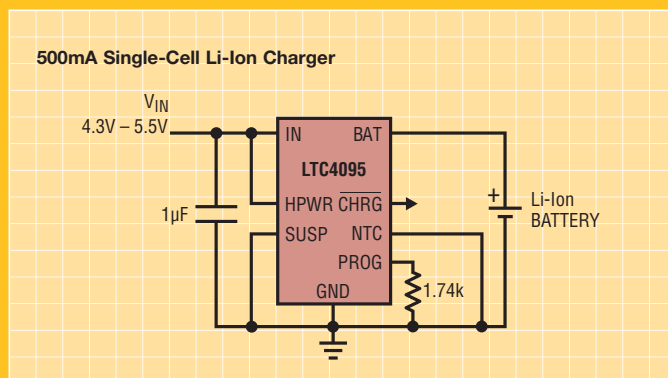 500mA Single-Cell Li-Ion Charger
VIN
4.3V – 5.5V
IN
BAT
LTC4095
HPWR
CHRG
1µF
+
Li-Ion
BATTERY
SUSP
NTC
PROG
GND
1.74k